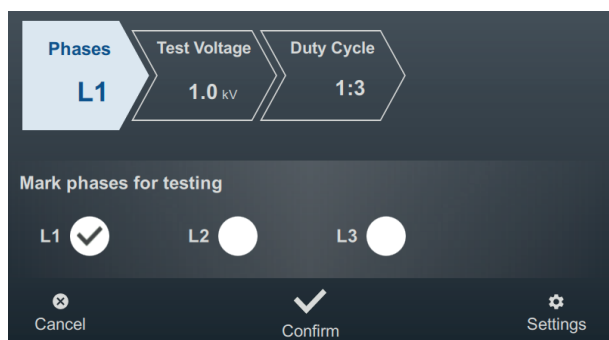 Phases
Test Voltage
Duty Cycle
L1
1.0 kV
1:3
Mark phases for testing
L1
L2
L3
Cancel
Confirm
Settings